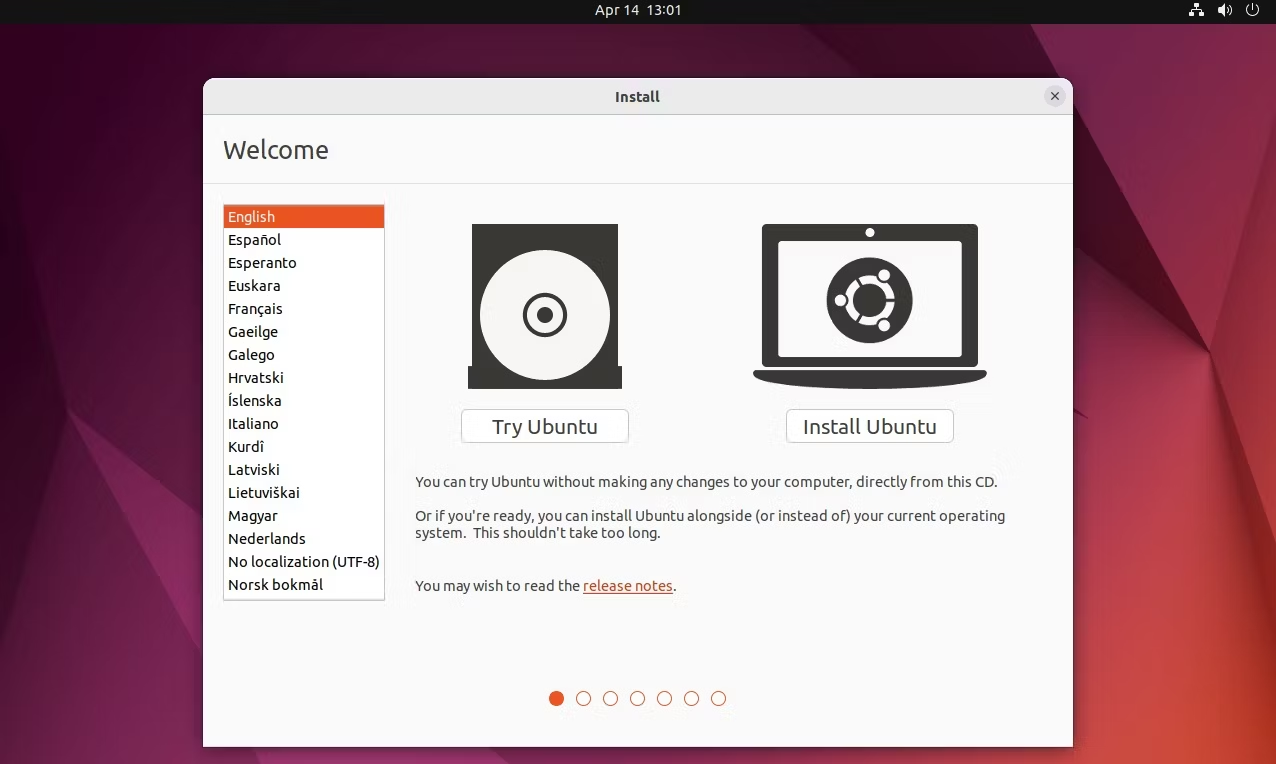 Apr 14  13:01
Install
Welcome
English
Español
Esperanto
Euskara
Français
Gaeilge
Galego
Hrvatski
Íslenska
Italiano
Kurdî
Latviski
Lietuviškai
Magyar
Nederlands
No localization (UTF-8)
Norsk bokmål
Try Ubuntu
Install Ubuntu
You can try Ubuntu without making any changes to your computer, directly from this CD.
Or if you're ready, you can install Ubuntu alongside (or instead of) your current operating
system.  This shouldn't take too long.
You may wish to read the release notes.